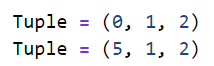 Tuple = (0, 1, 2)
Tuple = (5, 1, 2)